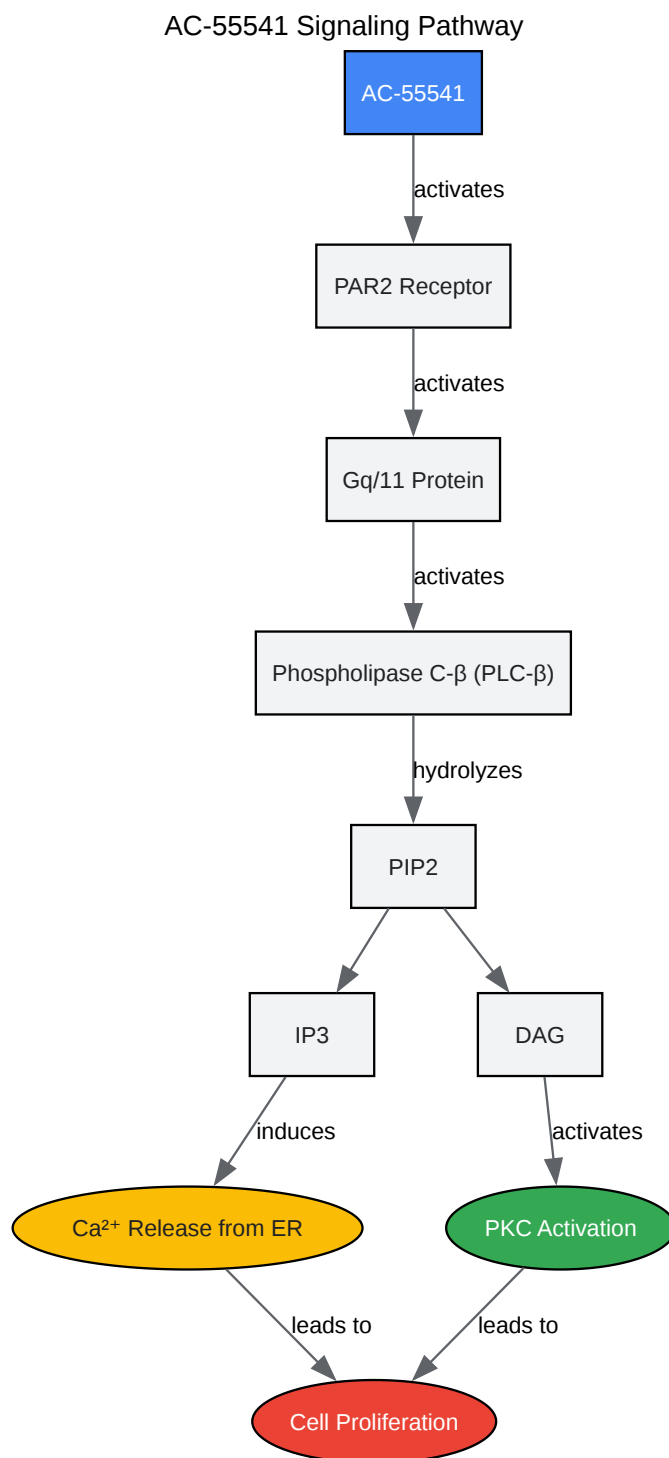 AC-55541 Signaling Pathway
AC-55541
activates
PAR2 Receptor
activates
Gq/11 Protein
activates
Phospholipase C-β (PLC-β)
hydrolyzes
PIP2
IP3
DAG
induces
activates
Ca²⁺ Release from ER
PKC Activation
leads to
leads to
Cell Proliferation